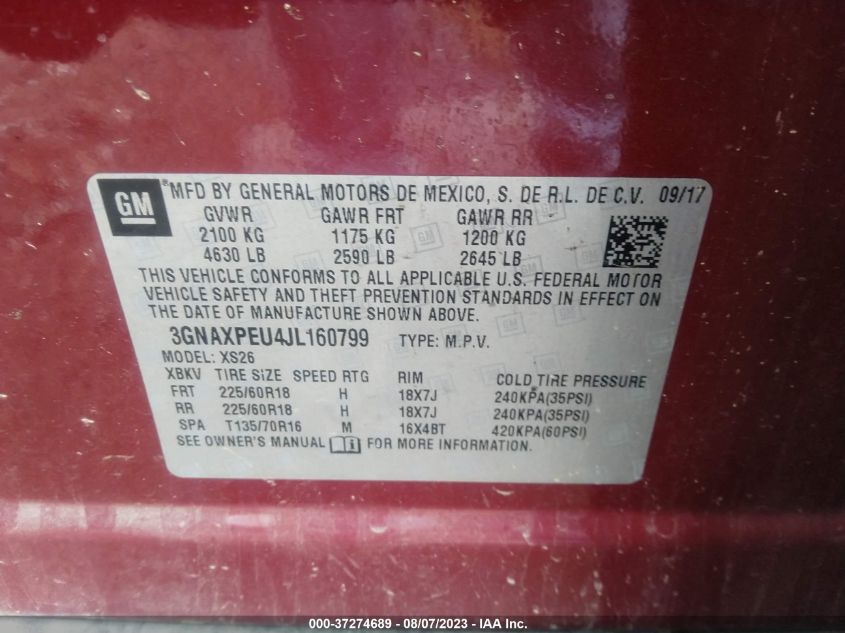 GM
®MFD BY GENERAL MOTORS DE MEXICO, S. DE R.L. DE C.V. 09/17
GVWR GAWR FRT GAWR RR
2100 KG 1175 KG 1200 KG
4630 LB 2590 LB 2645 LB
THIS VEHICLE CONFORMS TO ALL APPLICABLE U.S. FEDERAL MOTOR
VEHICLE SAFETY AND THEFT PREVENTION STANDARDS IN EFFECT ON
THE DATE OF MANUFACTURE SHOWN ABOVE.
3GNAXPEU4JL160799 TYPE: M.P.V.
MODEL: XS26
XBKV TIRE SIZE SPEED RTG RIM COLD TIRE PRESSURE
FRT 225/60R18 H 18X7J 240KPA(35PSI)
RR 225/60R18 H 18X7J 240KPA(35PSI)
SPA T135/70R16 M 16X4BT 420KPA(60PSI)
SEE OWNER'S MANUAL FOR MORE INFORMATION.
000-37274689 - 08/07/2023 - IAA Inc.